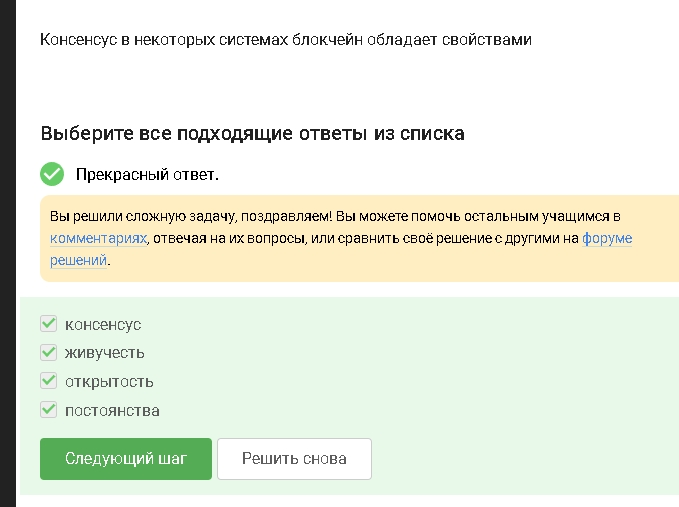 Консенсус в некоторых системах блокчейн обладает свойствами
Выберите все подходящие ответы из списка
Прекрасный ответ.
Вы решили сложную задачу, поздравляем! Вы можете помочь остальным учащимся в
комментариях, отвечая на их вопросы, или сравнить своё решение с другими на форуме
решений.
консенсус
живучесть
открытость
постоянства
Следующий шаг
Решить снова